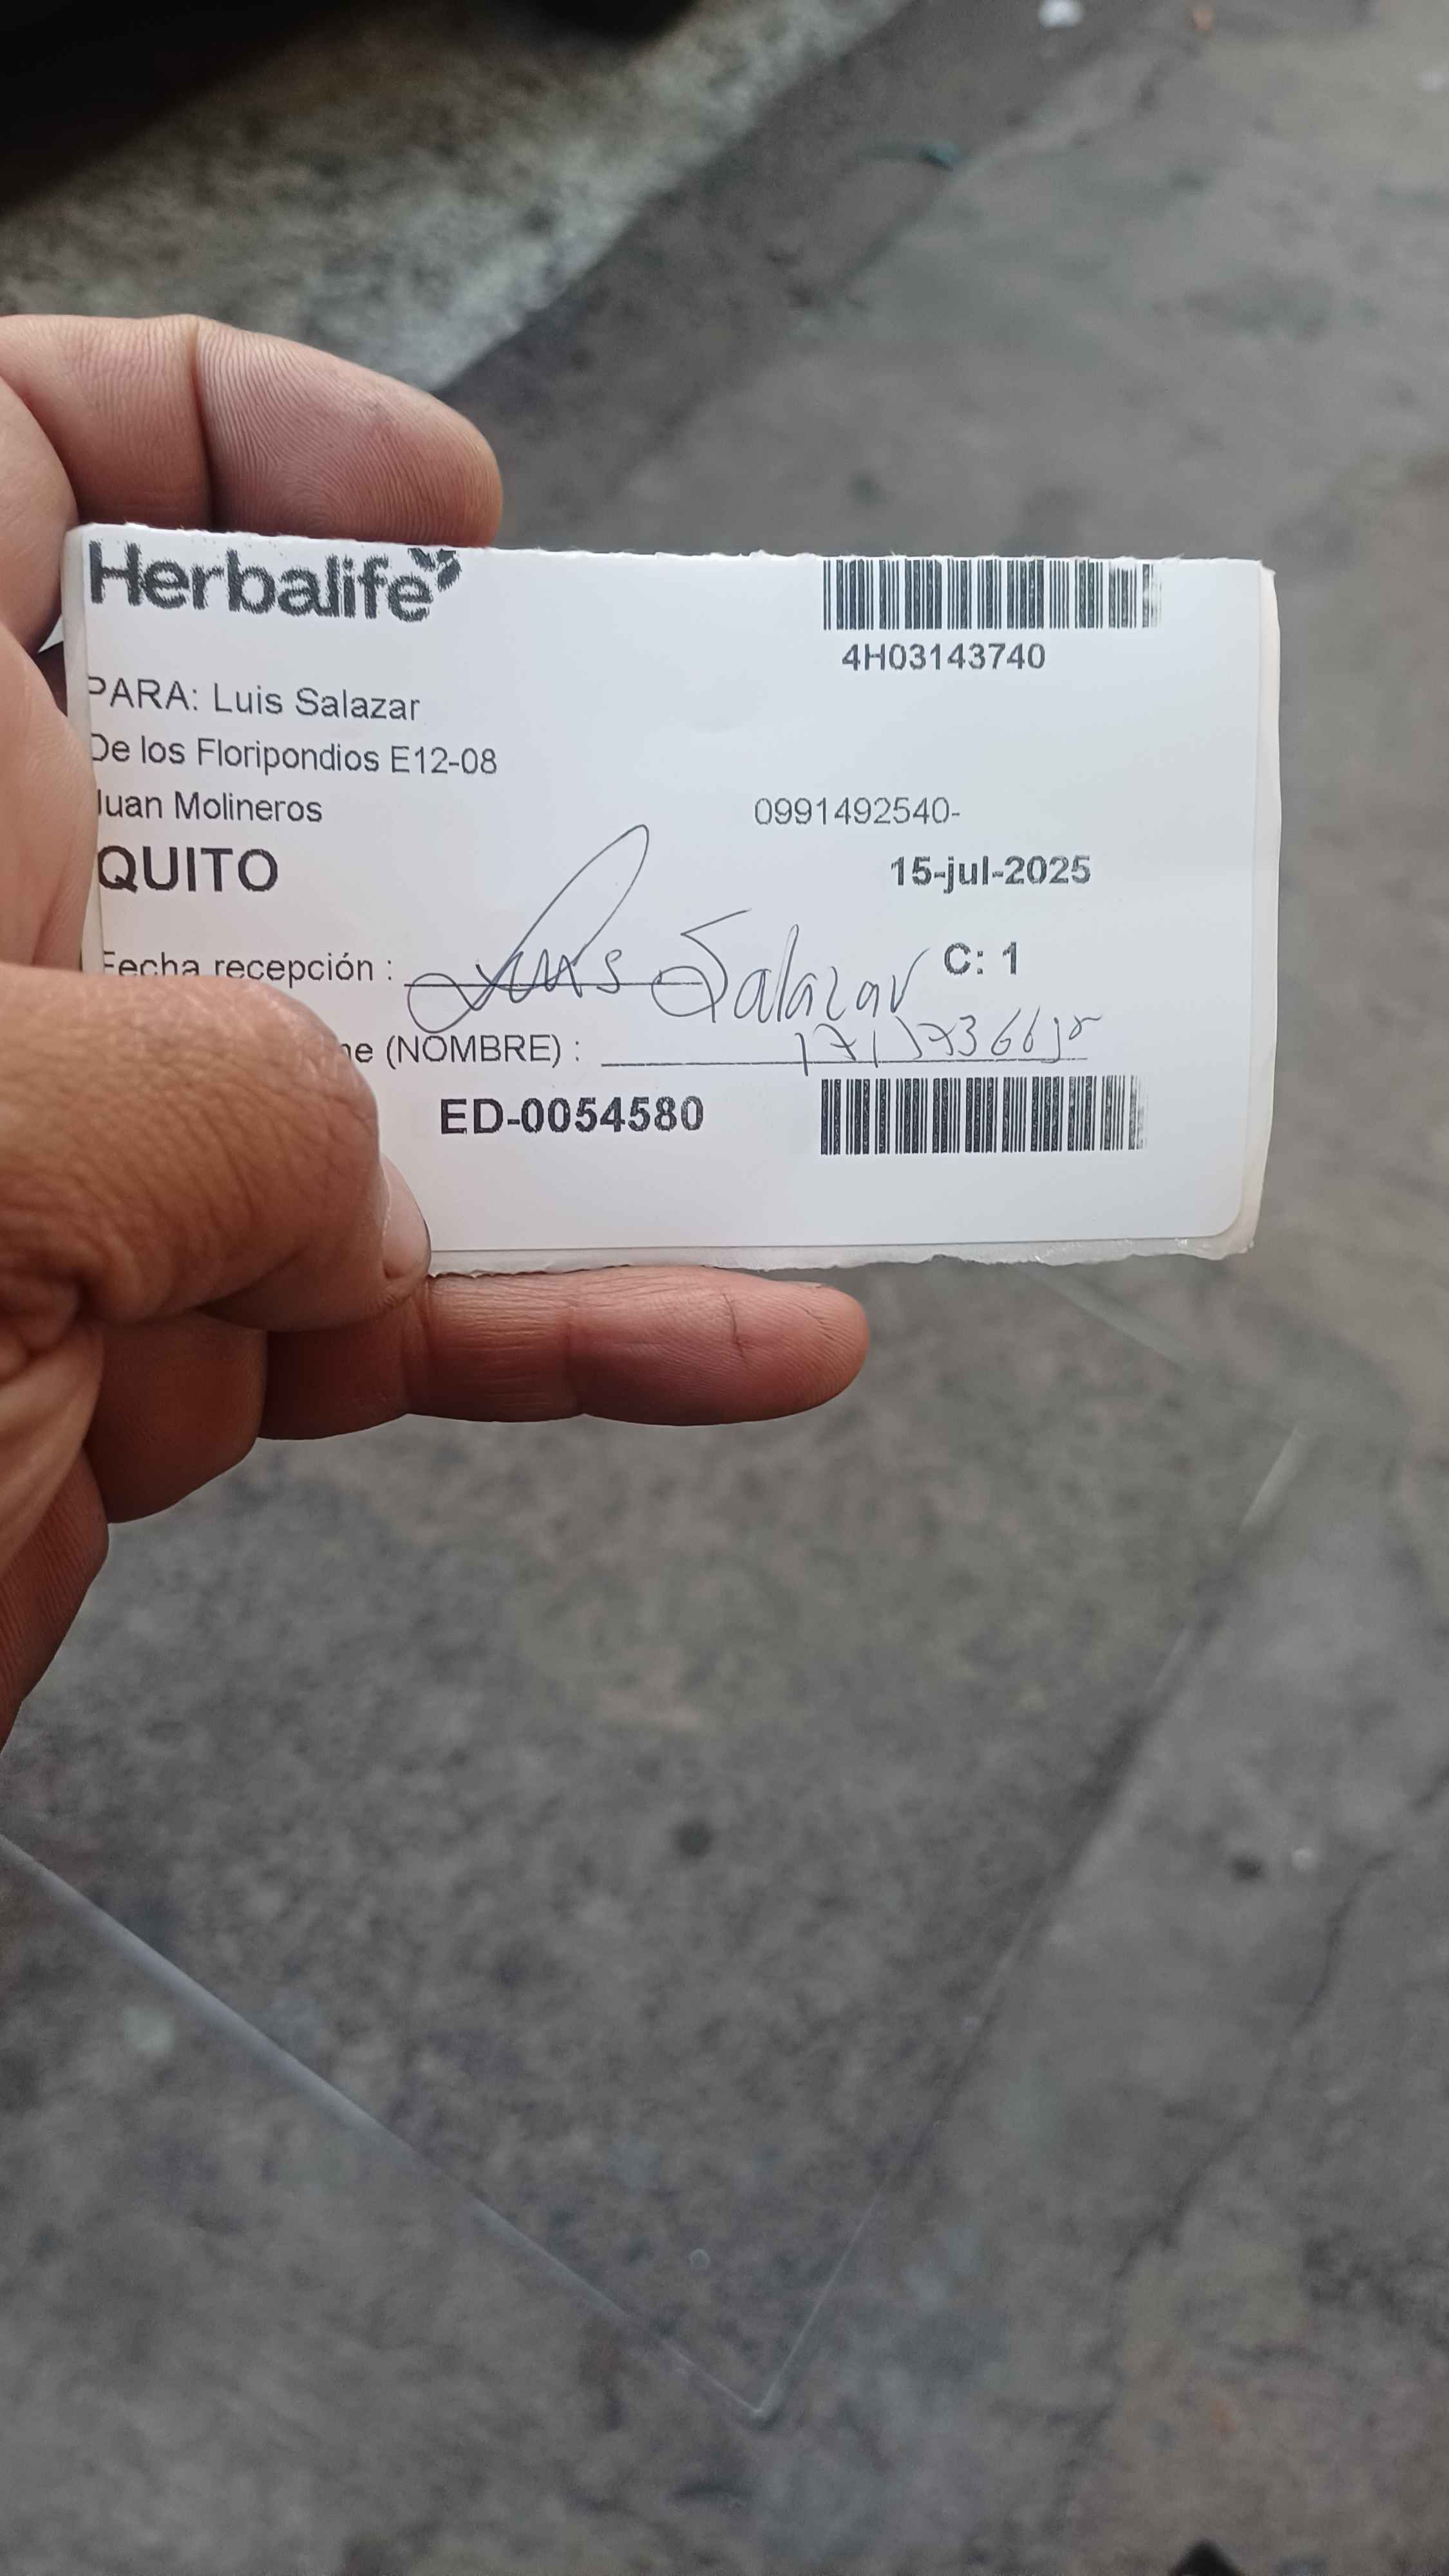 Herbalife
4H03143740
PARA: Luis Salazar
De los Floripondios E12-08
Juan Molineros
0991492540-
QUITO
15-jul-2025
Fecha recepción : Luis Salazar
C: 1
(NOMBRE) :
ED-0054580